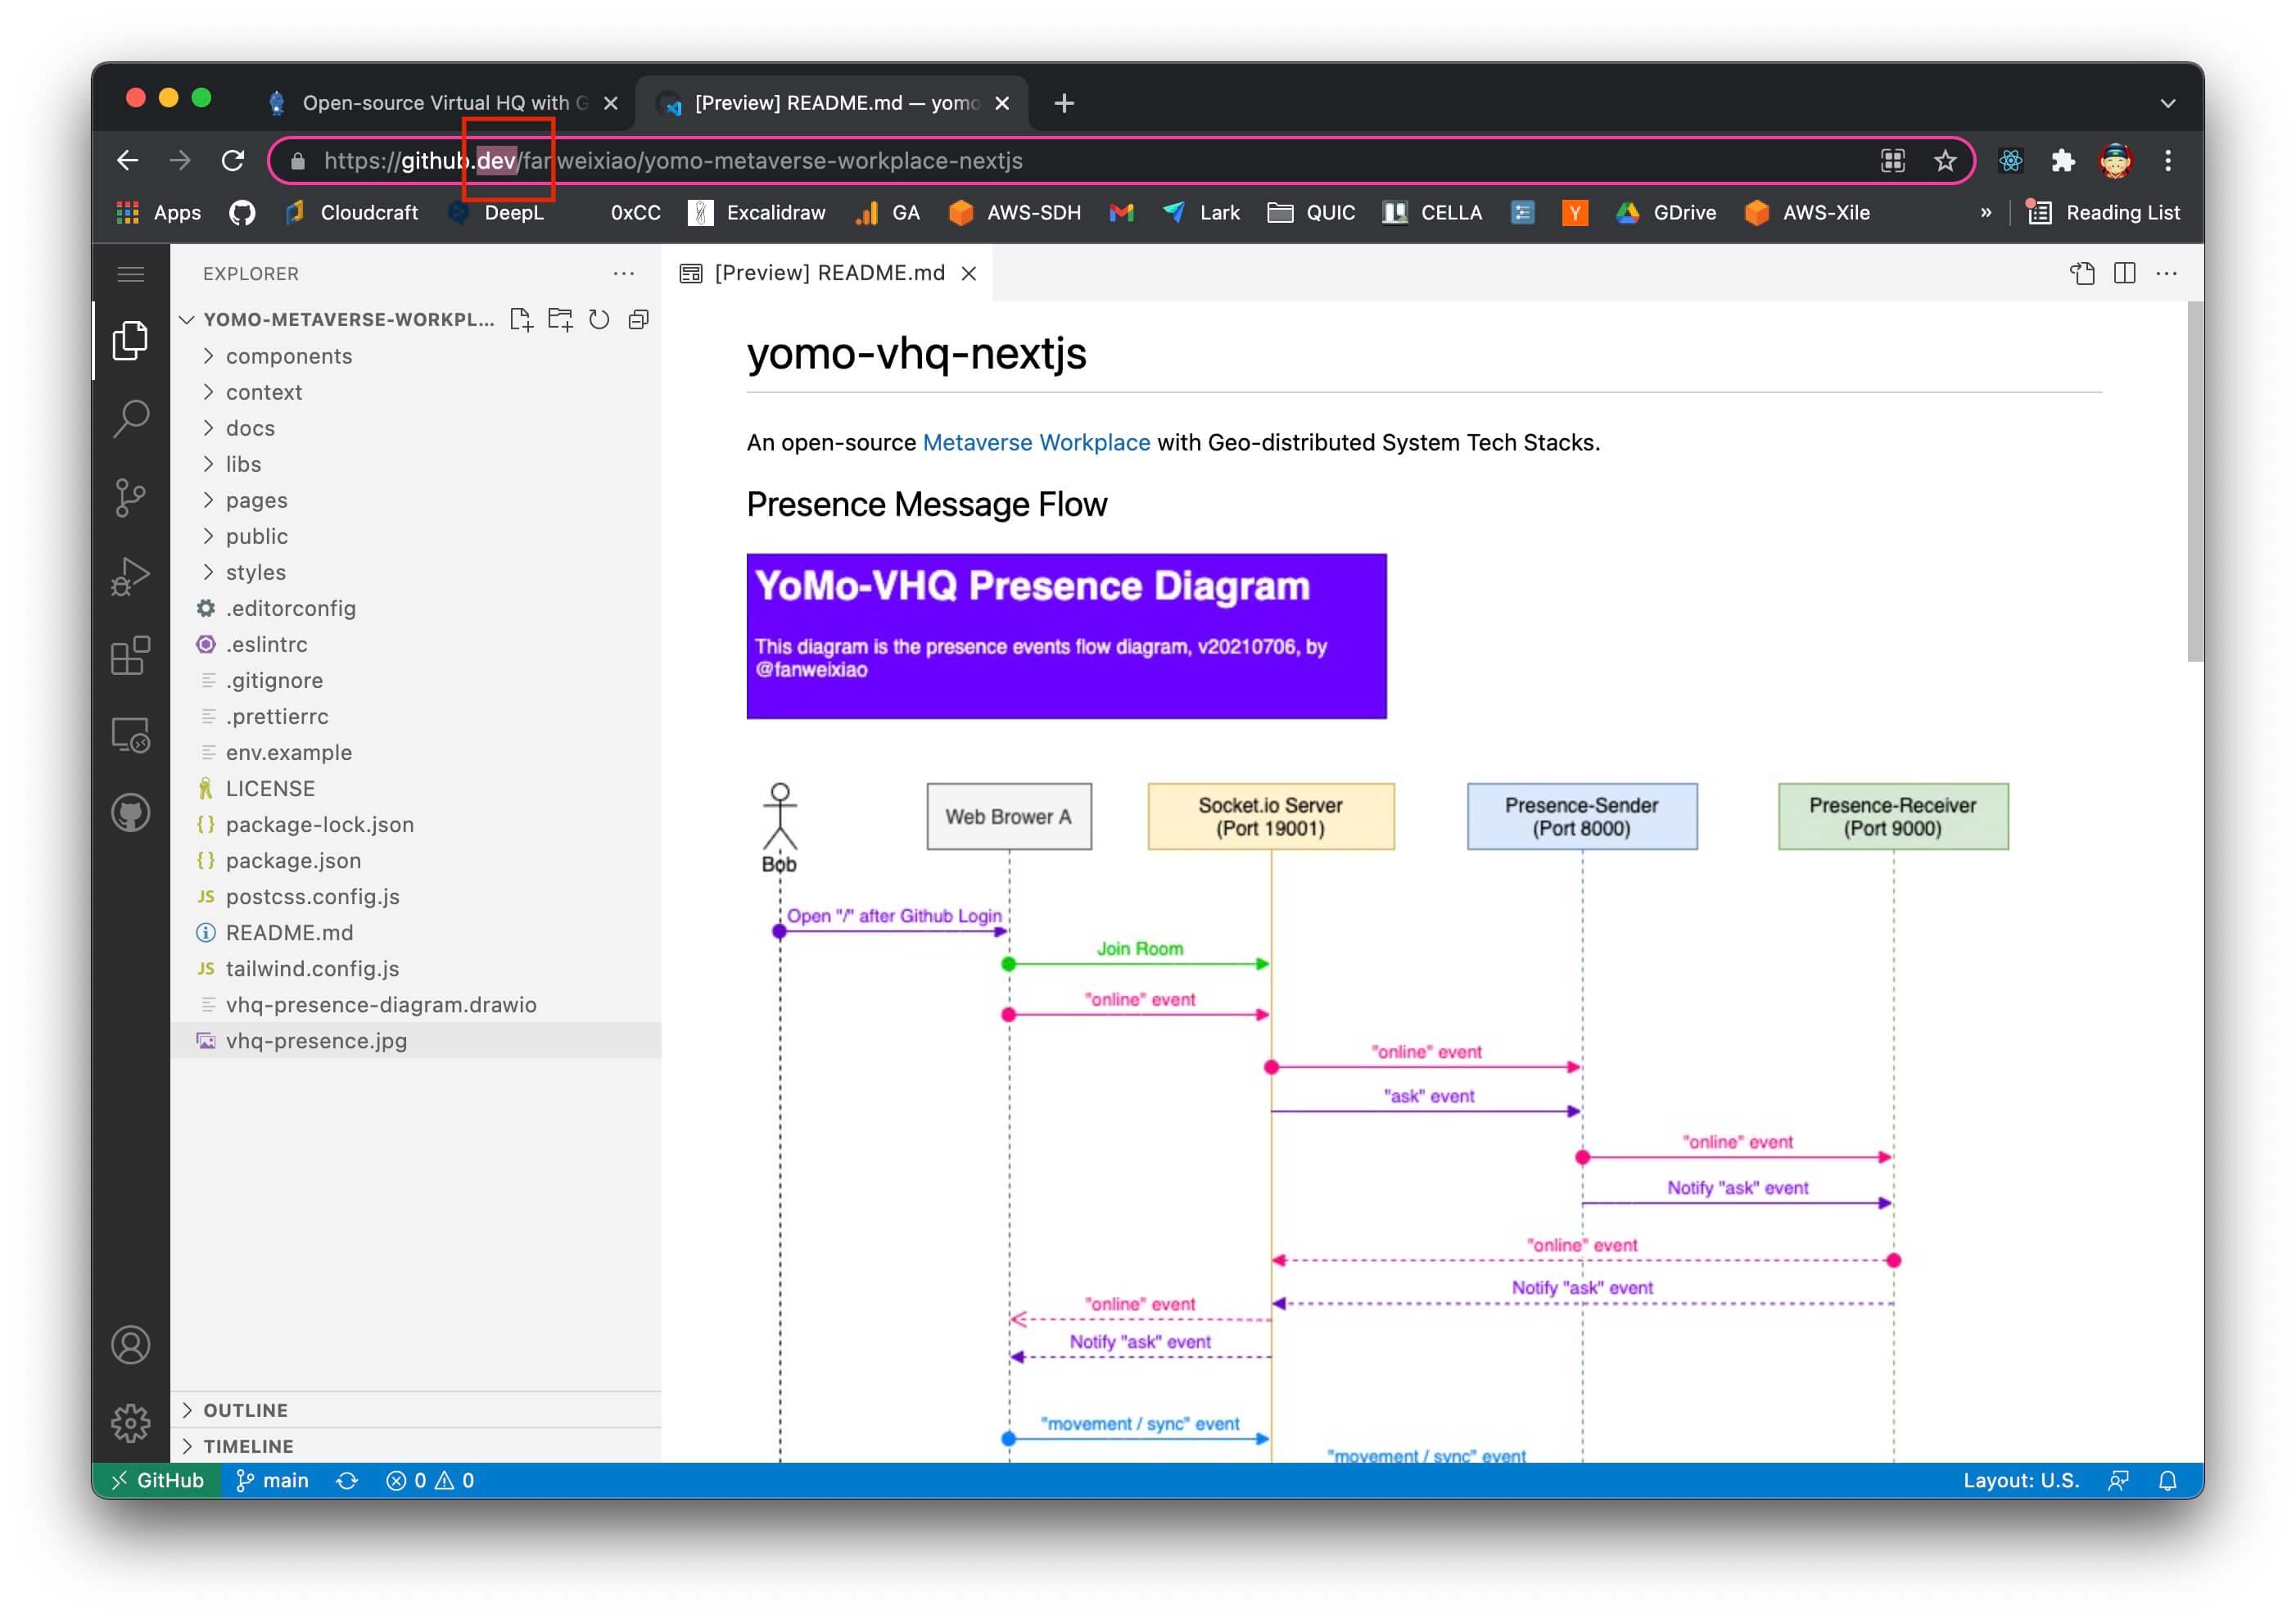 Open-source Virtual HQ with G
[Preview] README.md — yomo
https://github.dev/fanweixiao/yomo-metaverse-workplace-nextjs
Apps
Cloudcraft
DeepL
0xCC
Excalidraw
GA
AWS-SDH
Lark
QUIC
CELLA
Y
GDrive
AWS-Xile
»
Reading List
EXPLORER
[Preview] README.md
YOMO-METAVERSE-WORKPL...
components
context
docs
libs
pages
public
styles
.editorconfig
.eslintrc
.gitignore
.prettierrc
env.example
LICENSE
package-lock.json
package.json
JS postcss.config.js
README.md
JS tailwind.config.js
vhq-presence-diagram.drawio
vhq-presence.jpg
OUTLINE
TIMELINE
yomo-vhq-nextjs
An open-source Metaverse Workplace with Geo-distributed System Tech Stacks.
Presence Message Flow
YoMo-VHQ Presence Diagram
This diagram is the presence events flow diagram, v20210706, by
@fanweixiao
Bob
Web Brower A
Socket.io Server
(Port 19001)
Presence-Sender
(Port 8000)
Presence-Receiver
(Port 9000)
Open "/" after Github Login
Join Room
"online" event
"online" event
"ask" event
"online" event
Notify "ask" event
"online" event
Notify "ask" event
"online" event
Notify "ask" event
"movement / sync" event
"movement / sync" event
GitHub
main
0
0
Layout: U.S.